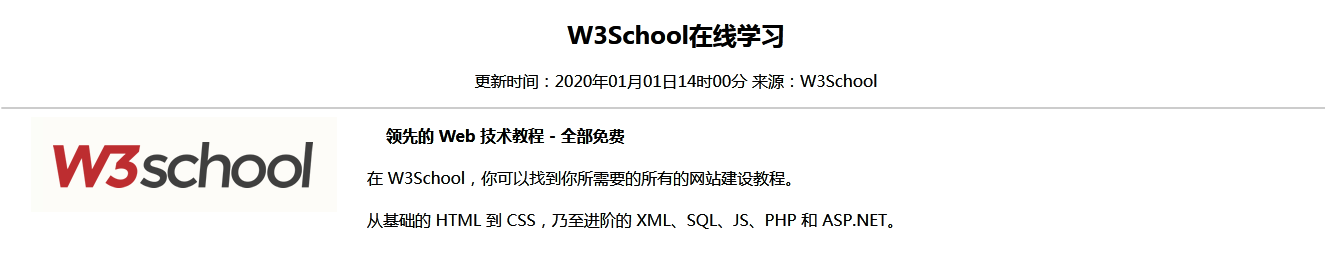 W3School在线学习
更新时间：2020年01月01日14时00分 来源：W3School
W3school
领先的 Web 技术教程 - 全部免费
在 W3School，你可以找到你所需要的所有的网站建设教程。
从基础的 HTML 到 CSS，乃至进阶的 XML、SQL、JS、PHP 和 ASP.NET。